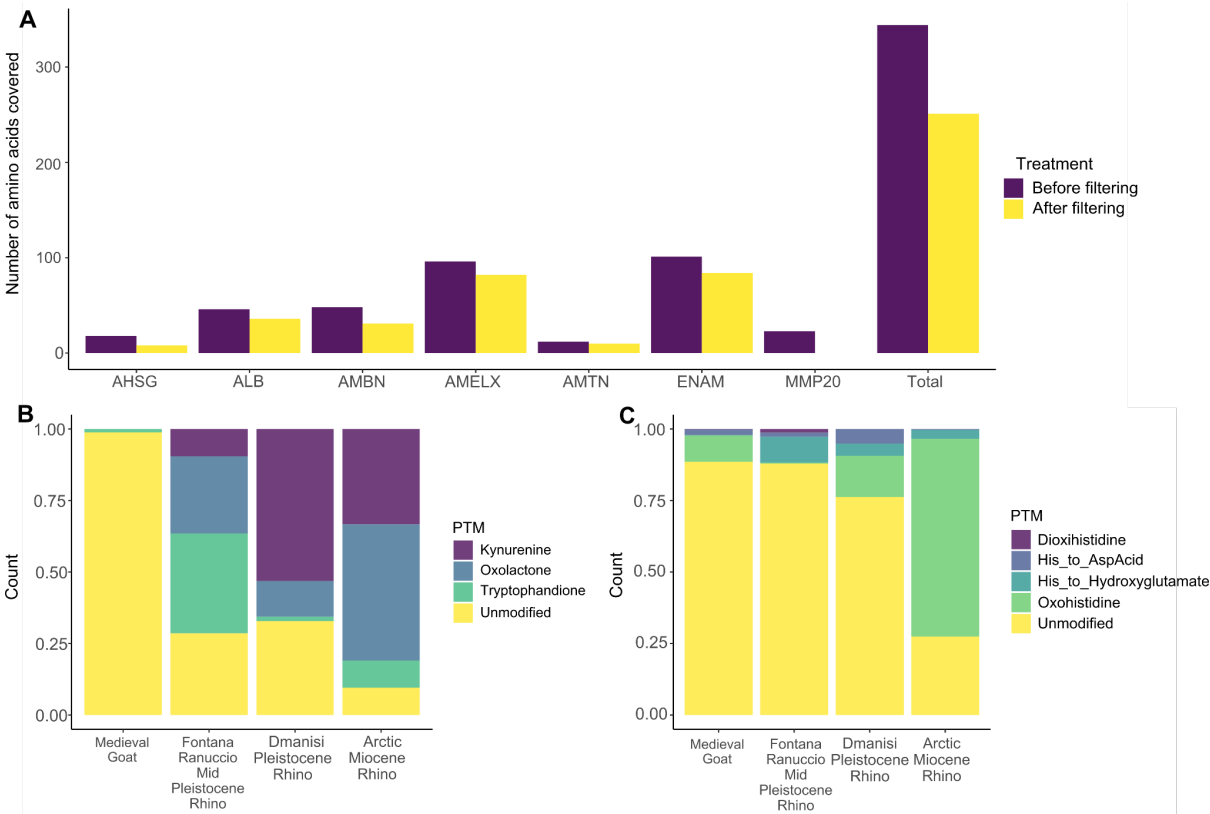 A
Number of amino acids covered
300
200
100
0
AHSG
ALB
AMBN
AMELX
AMTN
ENAM
MMP20
Total
Treatment
Before filtering
After filtering
B
Count
1.00
0.75
0.50
0.25
0.00
Medieval
Goat
Fontana
Ranuccio
Mid
Pleistocene
Rhino
Dmanisi
Pleistocene
Rhino
Arctic
Miocene
Rhino
PTM
Kynurenine
Oxolactone
Tryptophandione
Unmodified
C
Count
1.00
0.75
0.50
0.25
0.00
Medieval
Goat
Fontana
Ranuccio
Mid
Pleistocene
Rhino
Dmanisi
Pleistocene
Rhino
Arctic
Miocene
Rhino
PTM
Dioxihistidine
His_to_AspAcid
His_to_Hydroxyglutamate
Oxohistidine
Unmodified